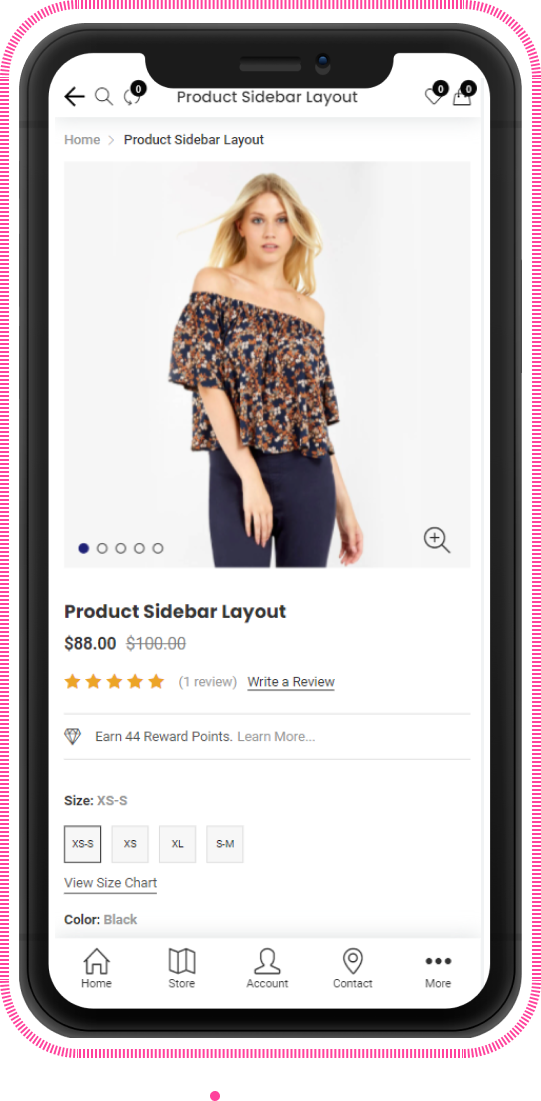 0
Product Sidebar Layout
0
0
Home > Product Sidebar Layout
Product Sidebar Layout
$88.00 $100.00
(1 review) Write a Review
Earn 44 Reward Points. Learn More...
Size: XS-S
XS-S XS XL S-M
View Size Chart
Color: Black
Home Store Account Contact More